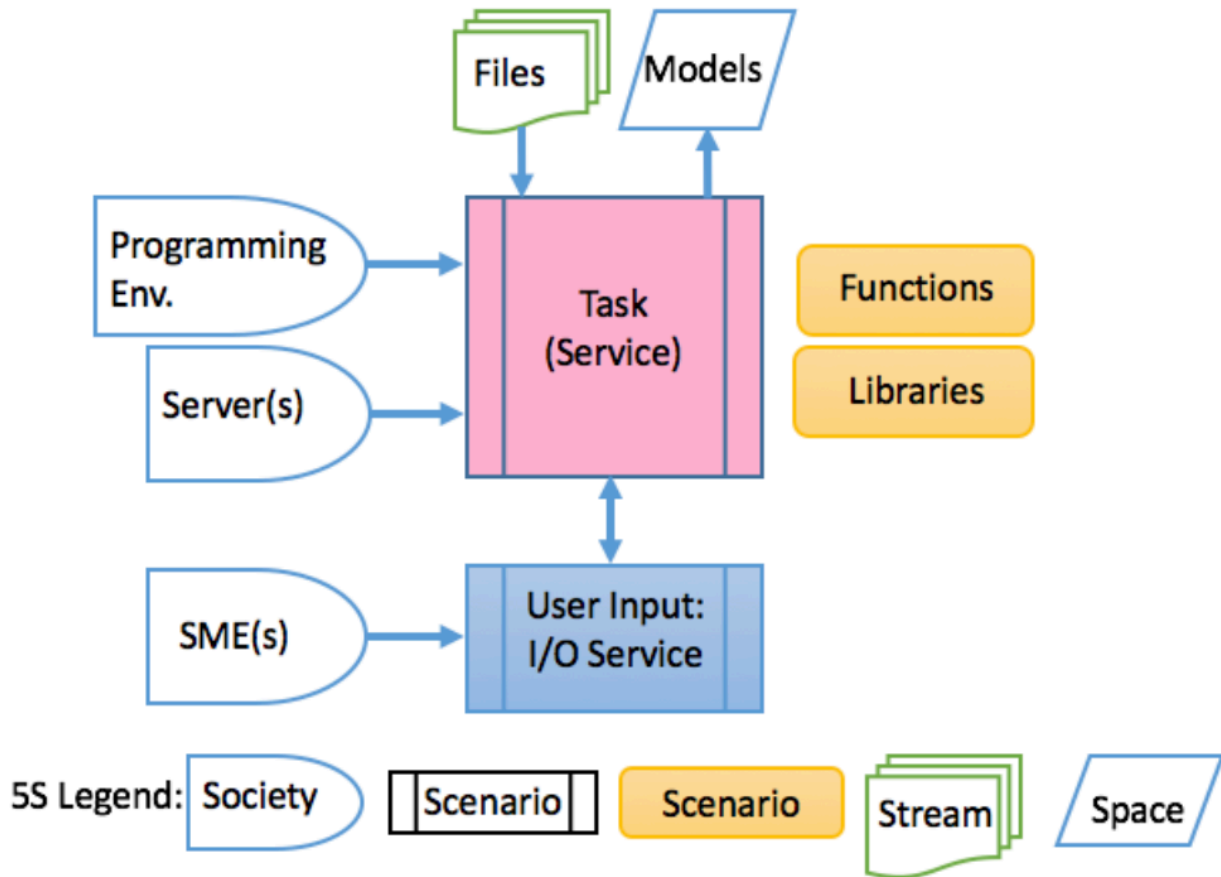 Files
Models
Programming
Env.
Task
(Service)
Functions
Server(s)
Libraries
SME(s)
User Input:
I/O Service
5S Legend:
Society
Scenario
Scenario
Stream
Space